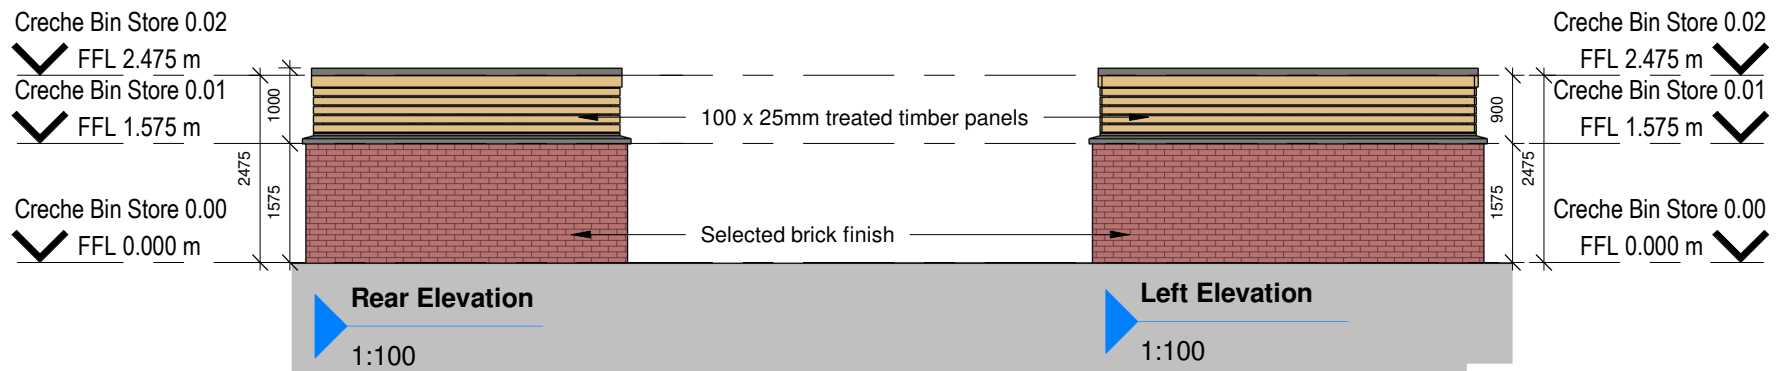 Creche Bin Store 0.02
FFL 2.475 m
Creche Bin Store 0.01
FFL 1.575 m
Creche Bin Store 0.00
FFL 0.000 m
2475
1000
1575
100 x 25mm treated timber panels
Selected brick finish
900
1575
2475
Creche Bin Store 0.02
FFL 2.475 m
Creche Bin Store 0.01
FFL 1.575 m
Creche Bin Store 0.00
FFL 0.000 m
Rear Elevation
1:100
Left Elevation
1:100